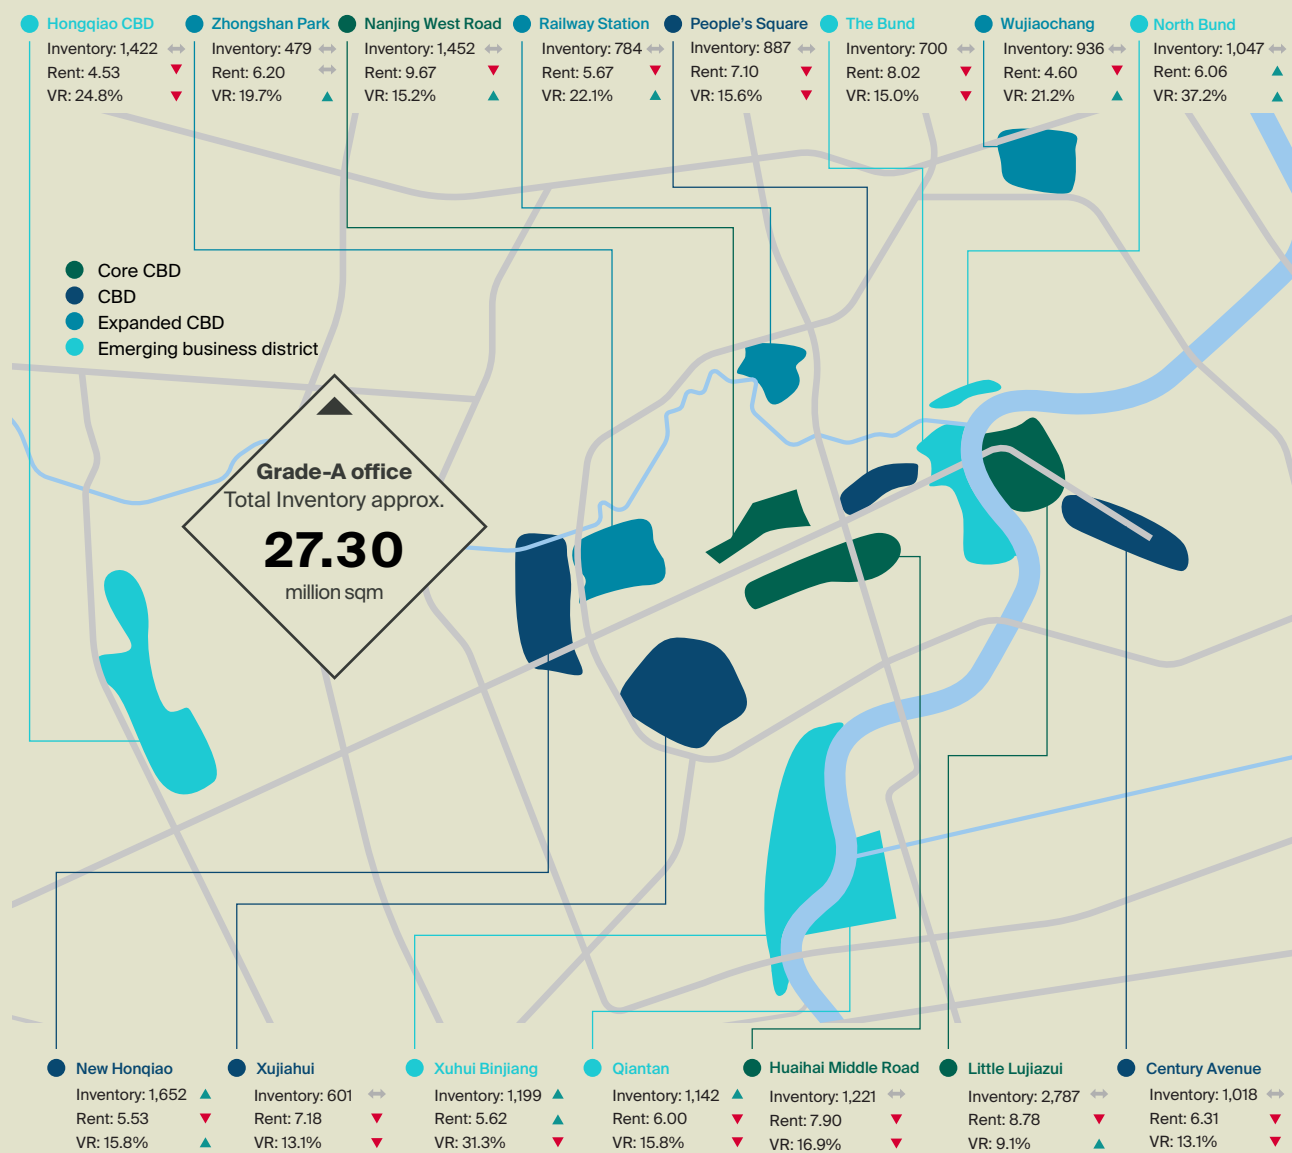 Hongqiao CBD
Inventory: 1,422
Rent: 4.53
VR: 24.8%
Zhongshan Park
Inventory: 479
Rent: 6.20
VR: 19.7%
Nanjing West Road
Inventory: 1,452
Rent: 9.67
VR: 15.2%
Railway Station
Inventory: 784
Rent: 5.67
VR: 22.1%
People's Square
Inventory: 887
Rent: 7.10
VR: 15.6%
The Bund
Inventory: 700
Rent: 8.02
VR: 15.0%
Wujiaochang
Inventory: 936
Rent: 4.60
VR: 21.2%
North Bund
Inventory: 1,047
Rent: 6.06
VR: 37.2%
Core CBD
CBD
Expanded CBD
Emerging business district
Grade-A office
Total Inventory approx.
27.30
million sqm
New Honqiao
Inventory: 1,652
Rent: 5.53
VR: 15.8%
Xujiahui
Inventory: 601
Rent: 7.18
VR: 13.1%
Xuhui Binjiang
Inventory: 1,199
Rent: 5.62
VR: 31.3%
Qiantan
Inventory: 1,142
Rent: 6.00
VR: 15.8%
Huaihai Middle Road
Inventory: 1,221
Rent: 7.90
VR: 16.9%
Little Lujiazui
Inventory: 2,787
Rent: 8.78
VR: 9.1%
Century Avenue
Inventory: 1,018
Rent: 6.31
VR: 13.1%